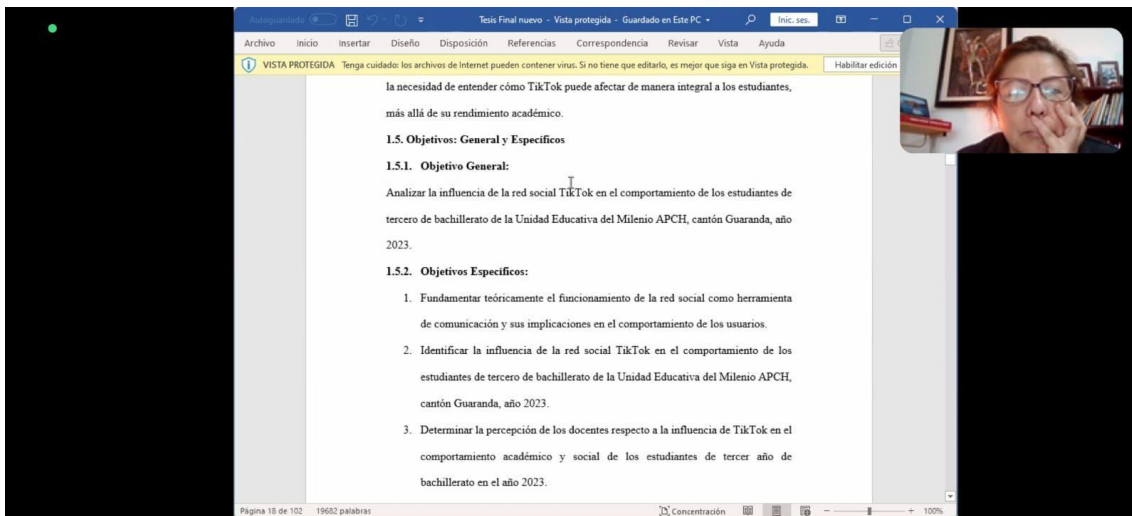 Autoguardado
Tesis Final nuevo - Vista protegida - Guardado en Este PC
Inic. ses.
Archivo Inicio Insertar Diseño Disposición Referencias Correspondencia Revisar Vista Ayuda
VISTA PROTEGIDA Tenga cuidado: los archivos de Internet pueden contener virus. Si no tiene que editarlo, es mejor que siga en Vista protegida. Habilitar edición
la necesidad de entender cómo TikTok puede afectar de manera integral a los estudiantes,
más allá de su rendimiento académico.
1.5. Objetivos: General y Específicos
1.5.1. Objetivo General:
Analizar la influencia de la red social TikTok en el comportamiento de los estudiantes de
tercero de bachillerato de la Unidad Educativa del Milenio APCH, cantón Guaranda, año
2023.
1.5.2. Objetivos Específicos:
1. Fundamentar teóricamente el funcionamiento de la red social como herramienta
de comunicación y sus implicaciones en el comportamiento de los usuarios.
2. Identificar la influencia de la red social TikTok en el comportamiento de los
estudiantes de tercero de bachillerato de la Unidad Educativa del Milenio APCH,
cantón Guaranda, año 2023.
3. Determinar la percepción de los docentes respecto a la influencia de TikTok en el
comportamiento académico y social de los estudiantes de tercer año de
bachillerato en el año 2023.
Página 18 de 102 19682 palabras Concentración 100%